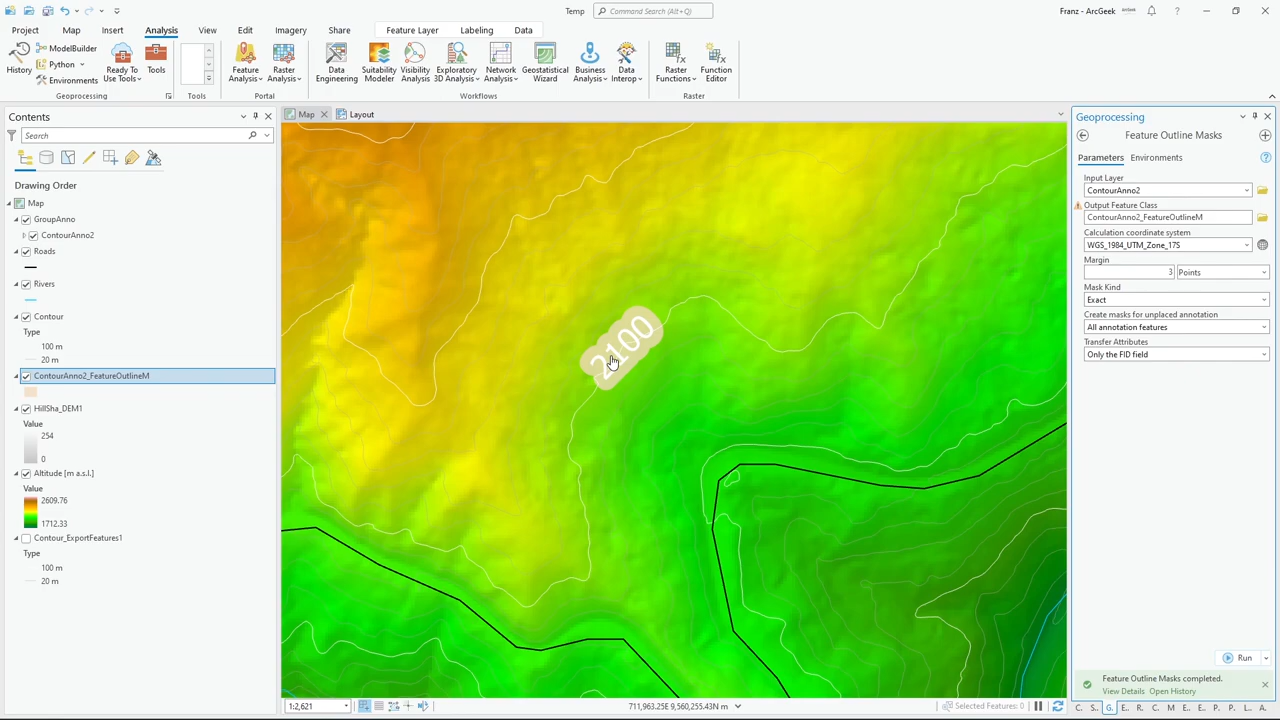 Temp
Command Search (Alt+Q)
Franz - ArcGeek
Project Map Insert Analysis View Edit Imagery Share Feature Layer Labeling Data
History
ModelBuilder
Python
Environments
Ready To Use Tools
Tools
Feature Analysis
Raster Analysis
Data Engineering
Suitability Modeler
Visibility Analysis
Exploratory 3D Analysis
Network Analysis
Geostatistical Wizard
Business Analysis
Data Interop
Raster Functions
Function Editor
Geoprocessing Tools Portal Workflows Raster
Contents
Search
Drawing Order
Map
GroupAnno
ContourAnno2
Roads
Rivers
Contour
Type
100 m
20 m
ContourAnno2_FeatureOutlineM
HillSha_DEM1
Value
254
0
Altitude [m a.s.l.]
Value
2609.76
1712.33
Contour_ExportFeatures1
Type
100 m
20 m
Map Layout
2100
1:2,621
711,963.25E 9,560,255.43N m
Selected Features: 0
Geoprocessing
Feature Outline Masks
Parameters Environments
Input Layer
ContourAnno2
Output Feature Class
ContourAnno2_FeatureOutlineM
Calculation coordinate system
WGS_1984_UTM_Zone_17S
Margin
3 Points
Mask Kind
Exact
Create masks for unplaced annotation
All annotation features
Transfer Attributes
Only the FID field
Run
Feature Outline Masks completed.
View Details Open History
C... S... G. E... R... C. M E... E... P... P... L... A.